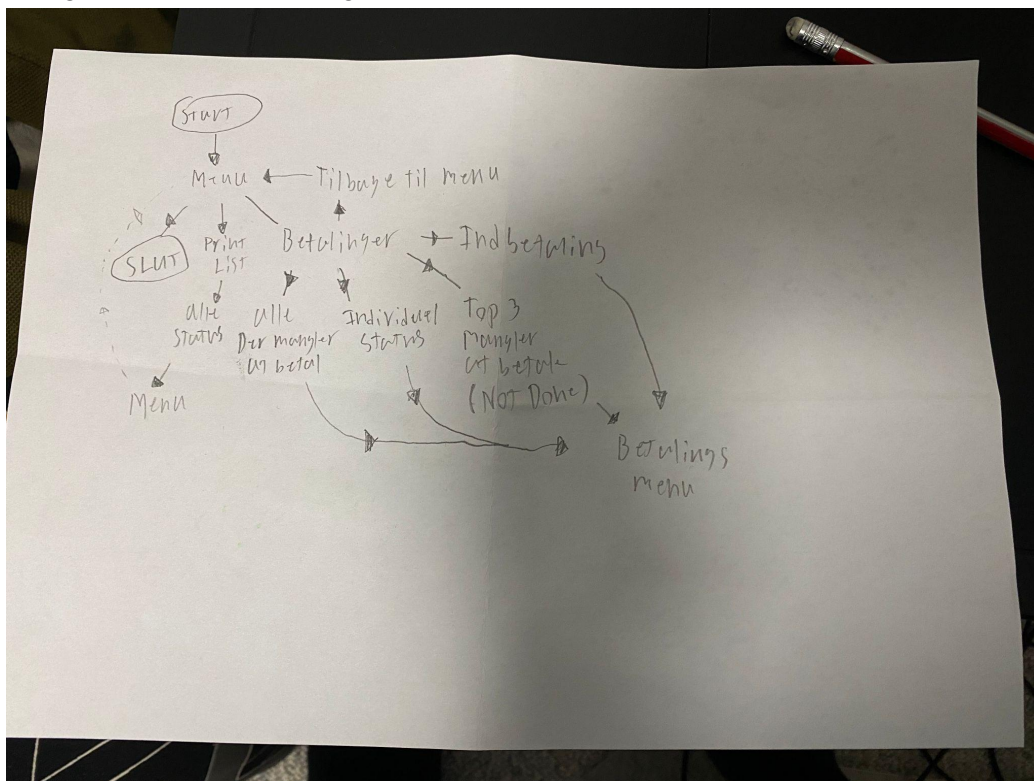 Start
Menu
Tilbage til menu
SLUT
Print
List
Betalinger
Indbetaling
alle
status
alle
Der mangler
at betal
Individuel
status
Top 3
mangler
at betale
(NOT Done)
Menu
Betalings
menu